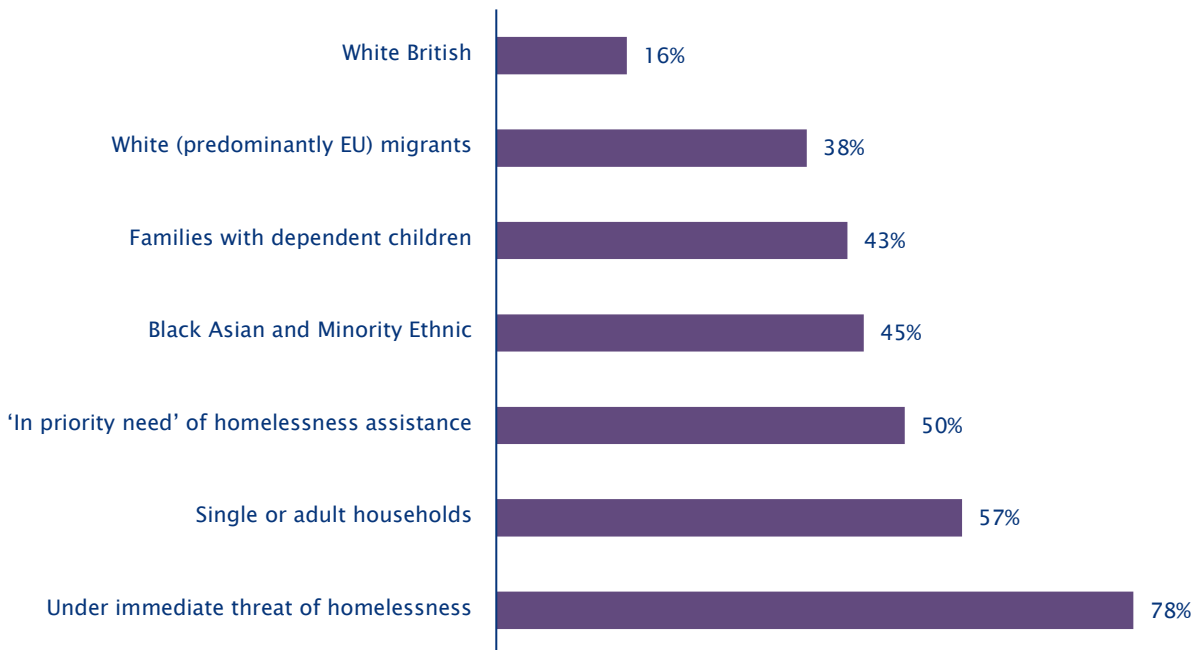 White British 16%
White (predominantly EU) migrants 38%
Families with dependent children 43%
Black Asian and Minority Ethnic 45%
‘In priority need’ of homelessness assistance 50%
Single or adult households 57%
Under immediate threat of homelessness 78%